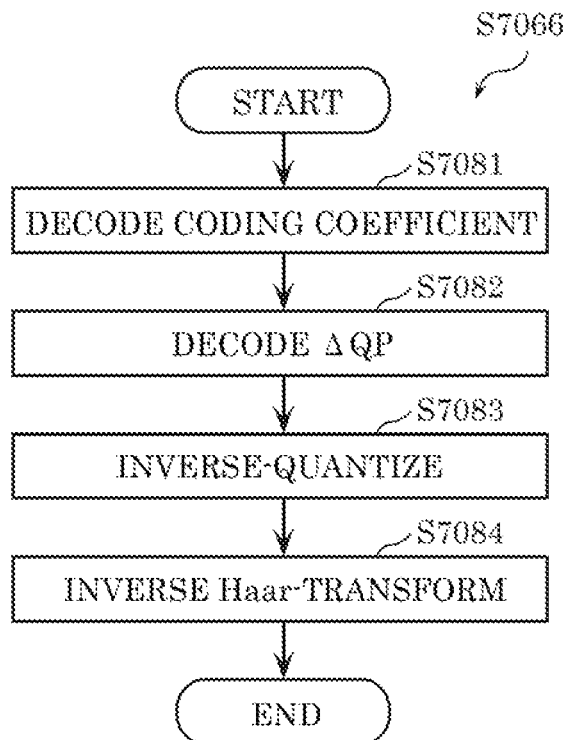 S7066
START
S7081
DECODE CODING COEFFICIENT
S7082
DECODE ΔQP
S7083
INVERSE-QUANTIZE
S7084
INVERSE Haar-TRANSFORM
END